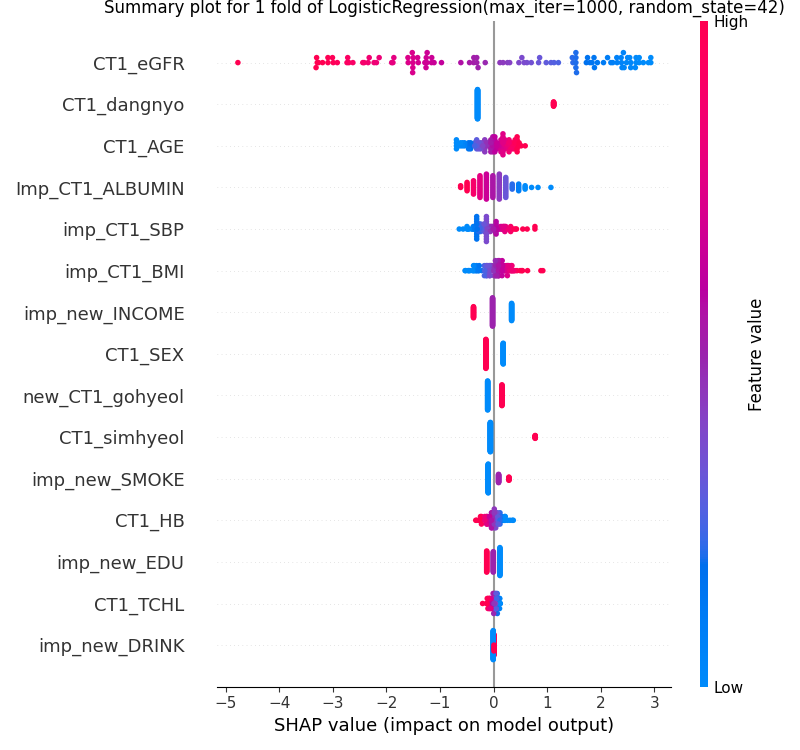 Summary plot for 1 fold of LogisticRegression(max_iter=1000, random_state=42)
High
CT1_eGFR
CT1_dangnyo
CT1_AGE
Imp_CT1_ALBUMIN
imp_CT1_SBP
imp_CT1_BMI
imp_new_INCOME
CT1_SEX
new_CT1_gohyeol
CT1_simhyeol
imp_new_SMOKE
CT1_HB
imp_new_EDU
CT1_TCHL
imp_new_DRINK
Feature value
Low
−5 −4 −3 −2 −1 0 1 2 3
SHAP value (impact on model output)